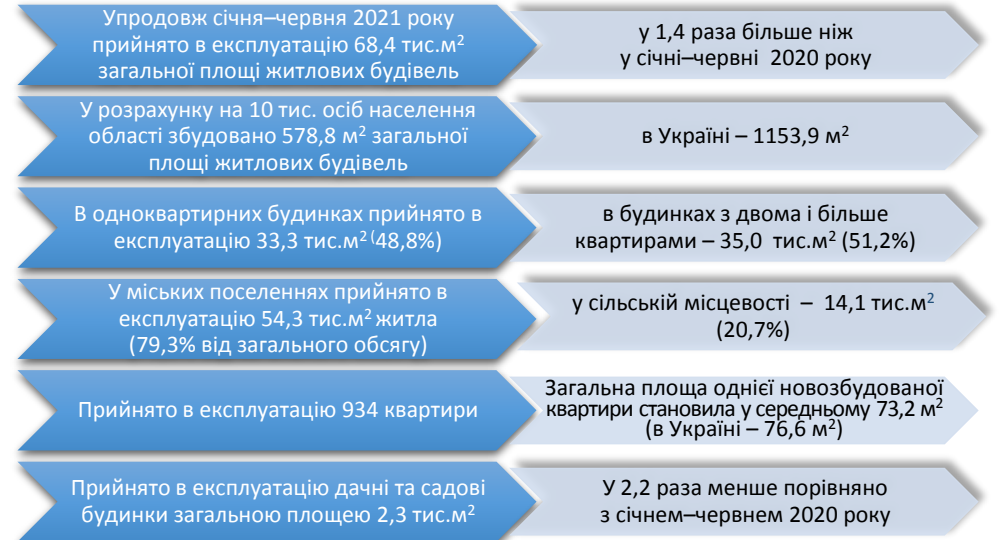 Упродовж січня–червня 2021 року
прийнято в експлуатацію 68,4 тис.м²
загальної площі житлових будівель
у 1,4 раза більше ніж
у січні–червні 2020 року
У розрахунку на 10 тис. осіб населення
області збудовано 578,8 м² загальної
площі житлових будівель
в Україні – 1153,9 м²
В одноквартирних будинках прийнято в
експлуатацію 33,3 тис.м² (48,8%)
в будинках з двома і більше
квартирами – 35,0 тис.м² (51,2%)
У міських поселеннях прийнято в
експлуатацію 54,3 тис.м² житла
(79,3% від загального обсягу)
у сільській місцевості – 14,1 тис.м²
(20,7%)
Прийнято в експлуатацію 934 квартири
Загальна площа однієї новозбудованої
квартири становила у середньому 73,2 м²
(в Україні – 76,6 м²)
Прийнято в експлуатацію дачні та садові
будинки загальною площею 2,3 тис.м²
У 2,2 раза менше порівняно
з січнем–червнем 2020 року